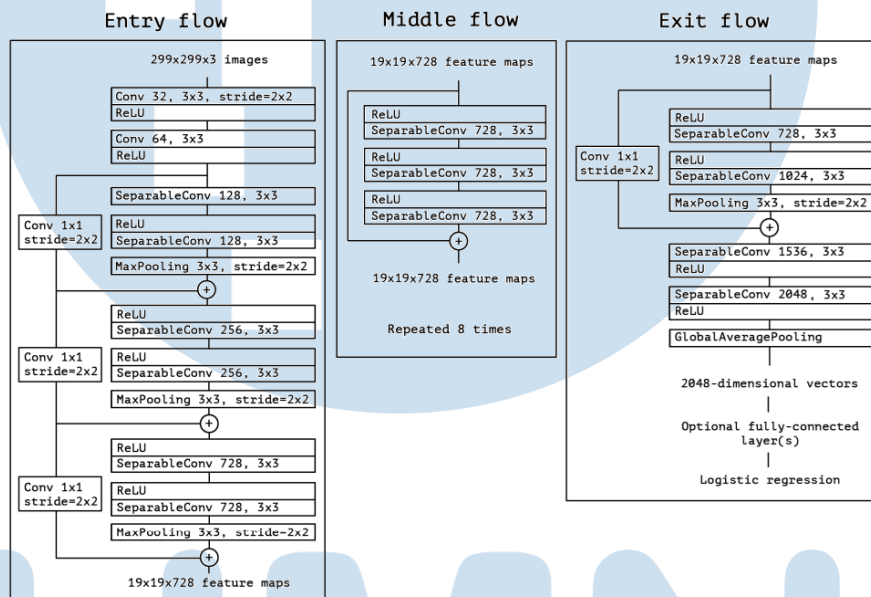 Entry flow
299x299x3 images
Conv 32, 3x3, stride=2x2
ReLU
Conv 64, 3x3
ReLU
SeparableConv 128, 3x3
Conv 1x1
stride=2x2
ReLU
SeparableConv 128, 3x3
MaxPooling 3x3, stride=2x2
+
ReLU
SeparableConv 256, 3x3
Conv 1x1
stride=2x2
ReLU
SeparableConv 256, 3x3
MaxPooling 3x3, stride=2x2
+
ReLU
SeparableConv 728, 3x3
Conv 1x1
stride=2x2
ReLU
SeparableConv 728, 3x3
MaxPooling 3x3, stride=2x2
+
19x19x728 feature maps
Middle flow
19x19x728 feature maps
ReLU
SeparableConv 728, 3x3
ReLU
SeparableConv 728, 3x3
ReLU
SeparableConv 728, 3x3
+
19x19x728 feature maps
Repeated 8 times
Exit flow
19x19x728 feature maps
ReLU
SeparableConv 728, 3x3
Conv 1x1
stride=2x2
ReLU
SeparableConv 1024, 3x3
MaxPooling 3x3, stride=2x2
+
SeparableConv 1536, 3x3
ReLU
SeparableConv 2048, 3x3
ReLU
GlobalAveragePooling
2048-dimensional vectors
Optional fully-connected
layer(s)
Logistic regression